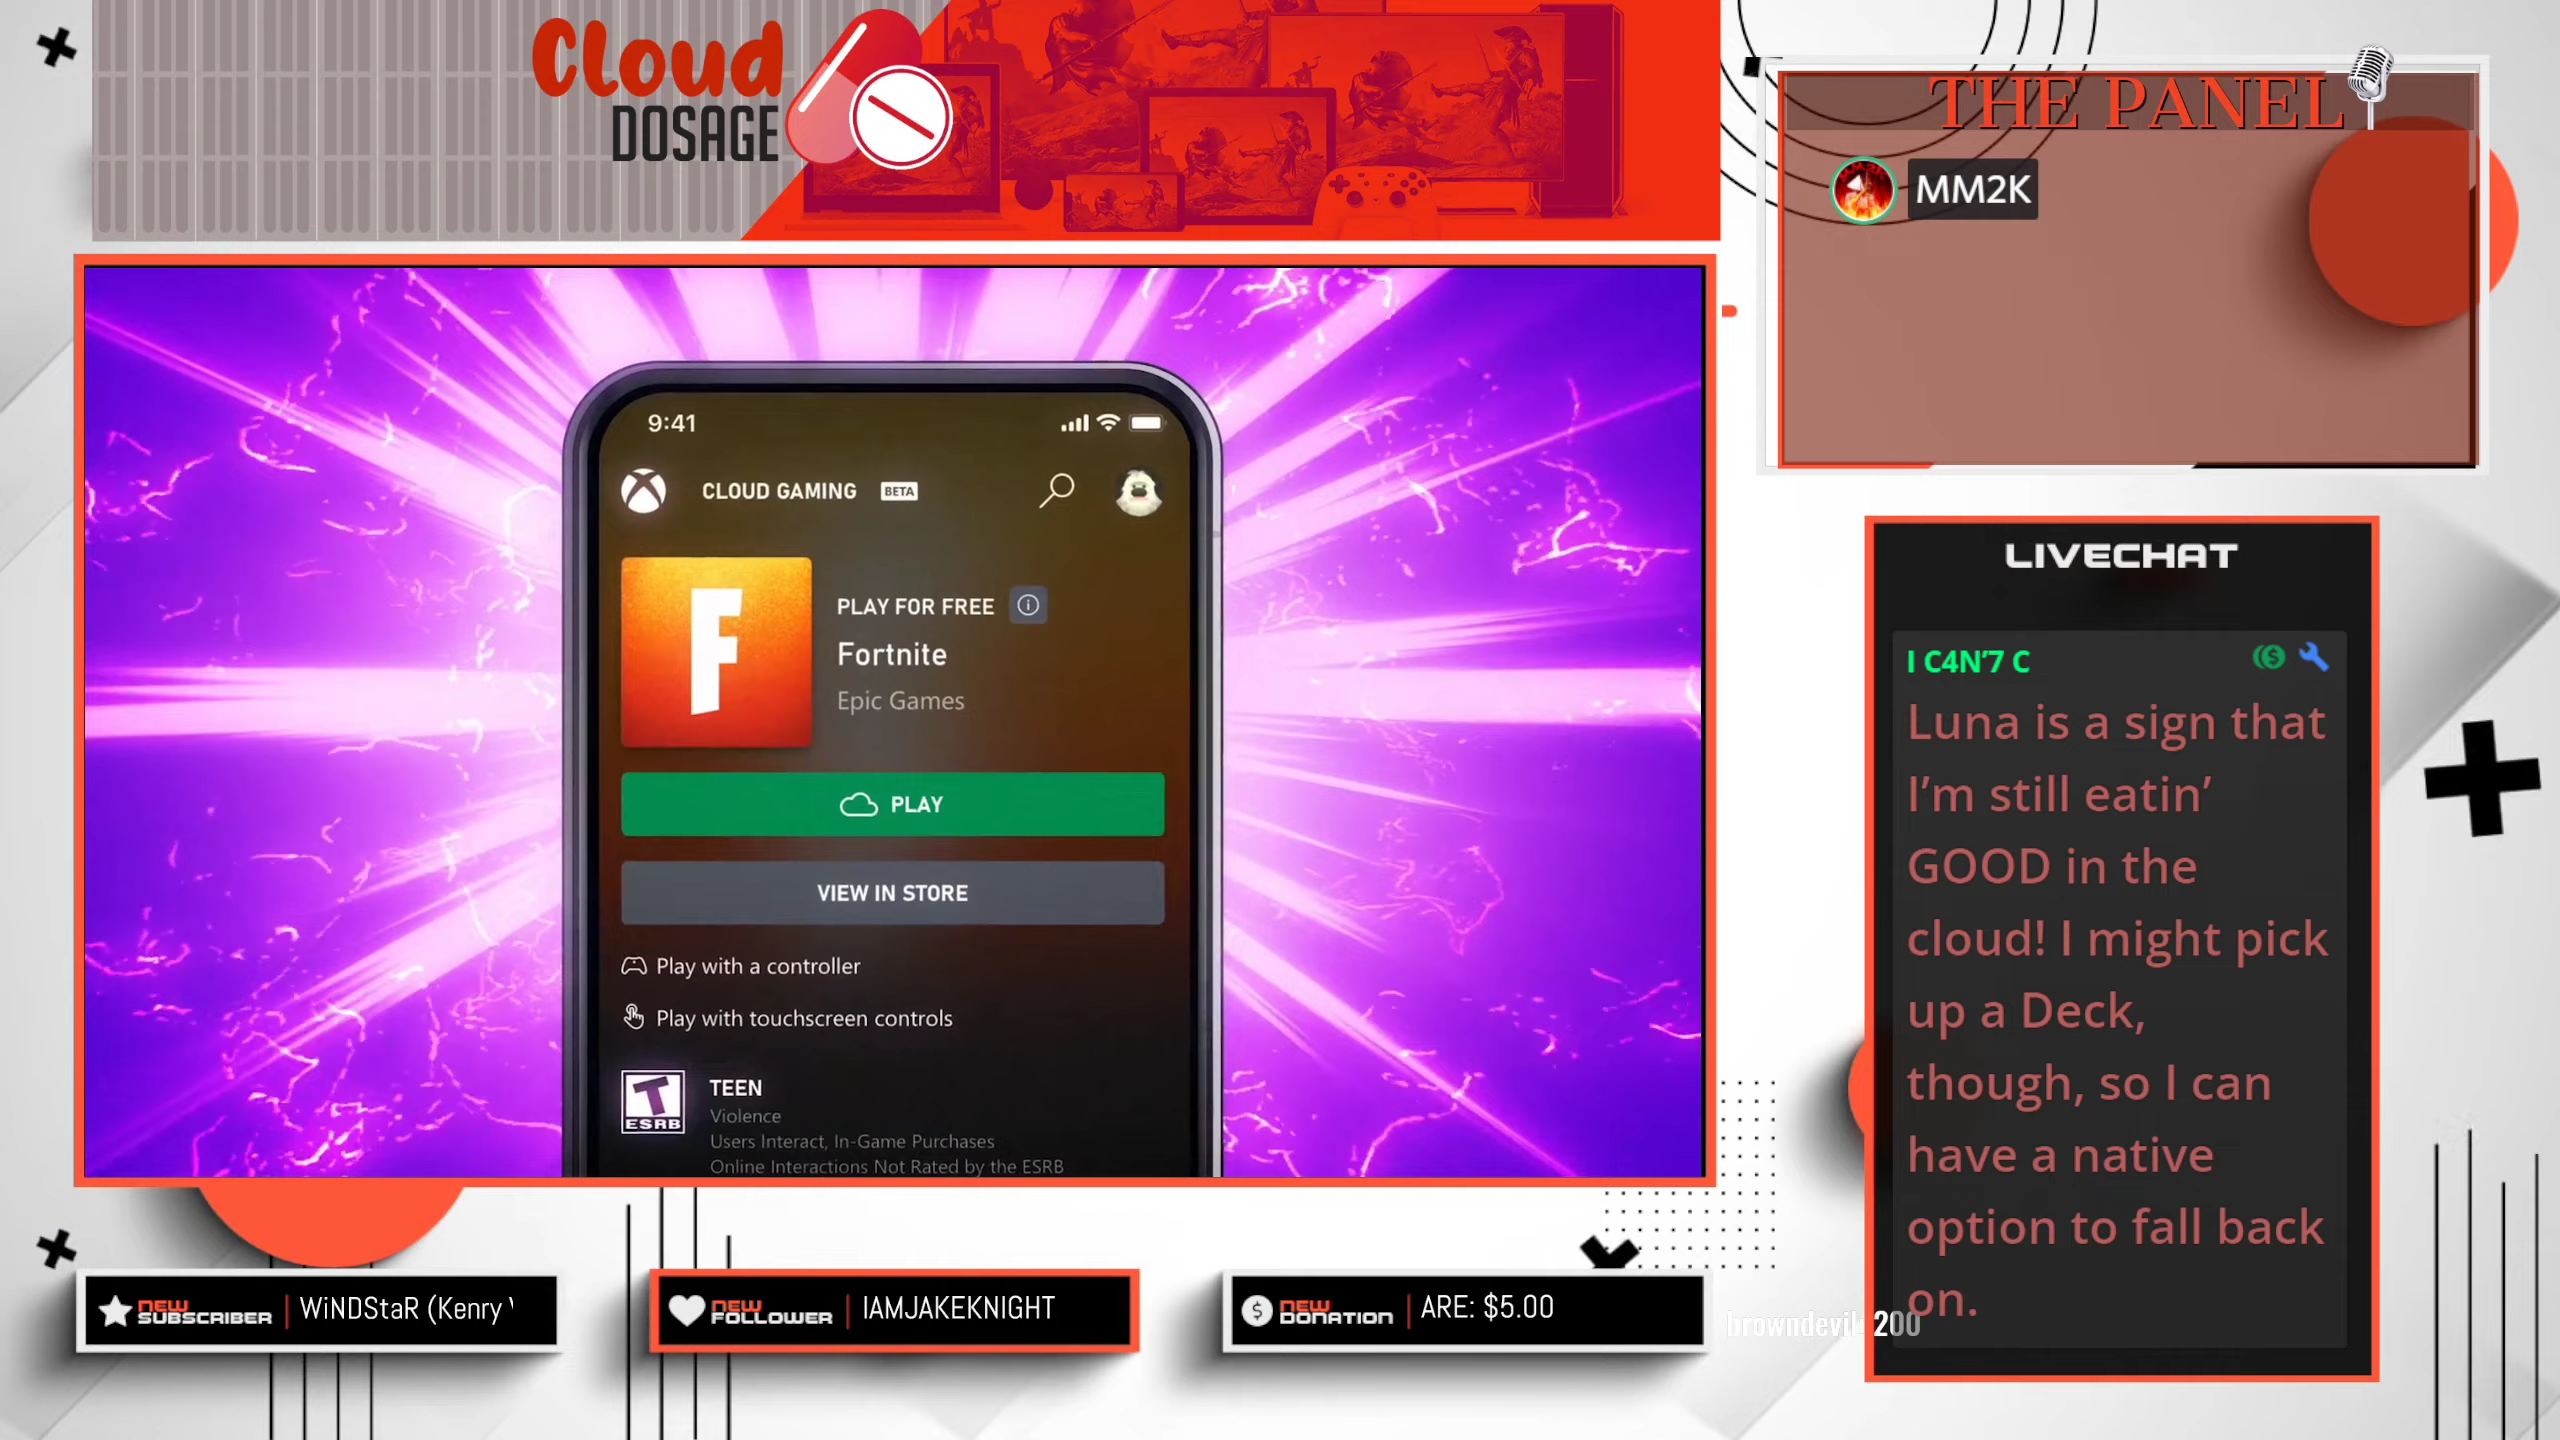 Cloud
DOSAGE
THE PANEL
MM2K
9:41
CLOUD GAMING BETA
F
PLAY FOR FREE
Fortnite
Epic Games
PLAY
VIEW IN STORE
Play with a controller
Play with touchscreen controls
T
ESRB
TEEN
Violence
Users Interact, In-Game Purchases
Online Interactions Not Rated by the ESRB
LIVECHAT
I C4N'7 C
Luna is a sign that
I'm still eatin'
GOOD in the
cloud! I might pick
up a Deck,
though, so I can
have a native
option to fall back
on.
NEW
SUBSCRIBER
WiNDStaR (Kenry
NEW
FOLLOWER
IAMJAKEKNIGHT
NEW
DONATION
ARE: $5.00
200